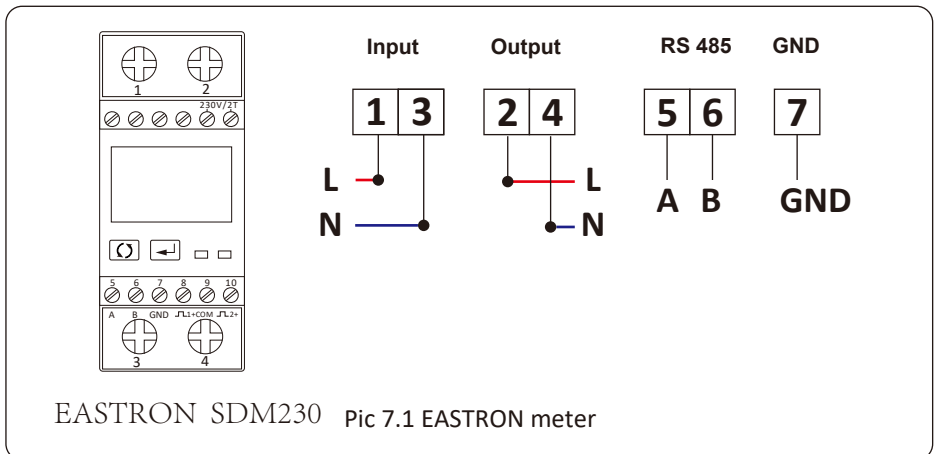 Input Output RS 485 GND
1 2
230V/2T
1 3 2 4 5 6 7
L L
A B GND
N N
5 6 7 8 9 10
A B GND 1+COM 2+
3 4
EASTRON SDM230 Pic 7.1 EASTRON meter